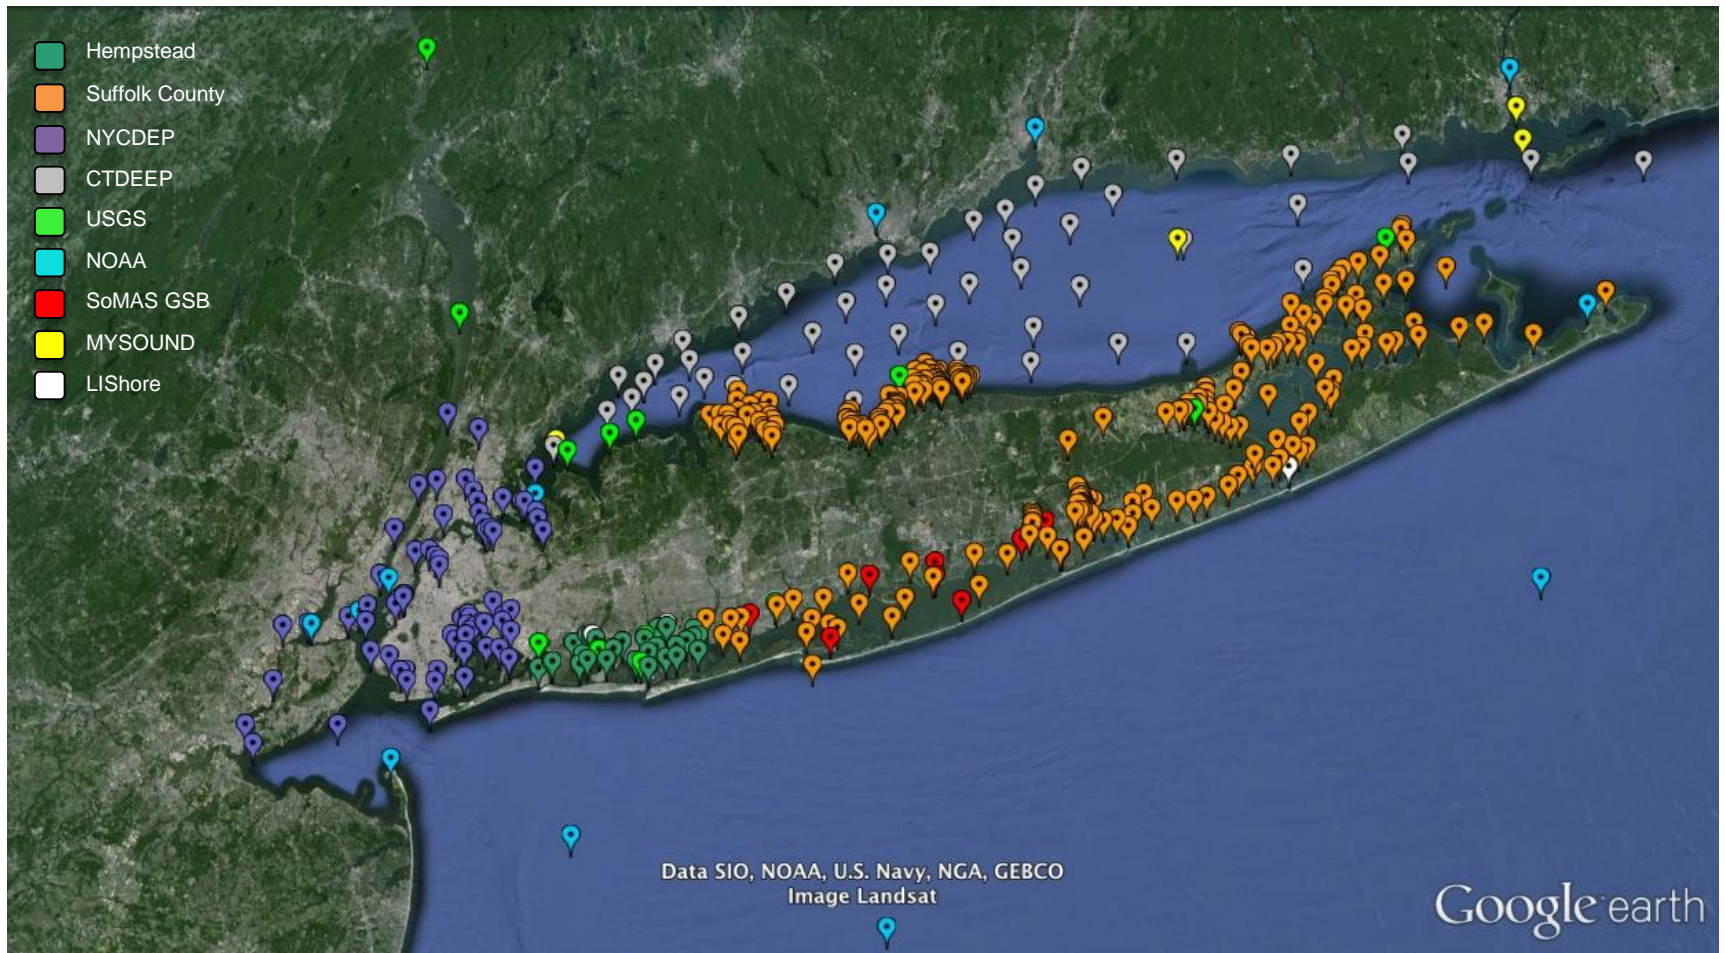 Hempstead
Suffolk County
NYCDEP
CTDEEP
USGS
NOAA
SoMAS GSB
MYSOUND
LIShore
Data SIO, NOAA, U.S. Navy, NGA, GEBCO
Image Landsat
Google earth